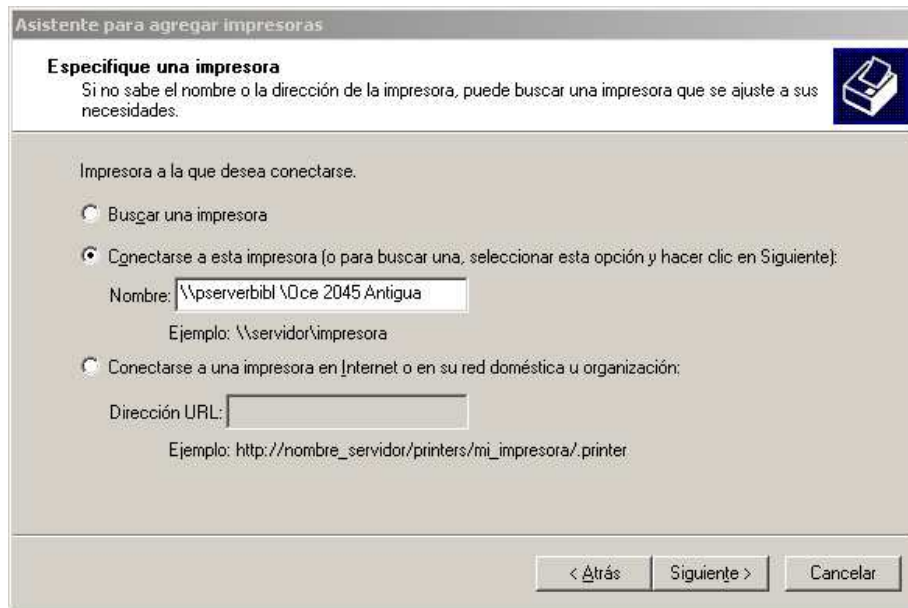 Asistente para agregar impresoras
Especifique una impresora
Si no sabe el nombre o la dirección de la impresora, puede buscar una impresora que se ajuste a sus
necesidades.
Impresora a la que desea conectarse.
Buscar una impresora
Conectarse a esta impresora (o para buscar una, seleccionar esta opción y hacer clic en Siguiente):
Nombre: \\pserverbibl \Oce 2045 Antigua
Ejemplo: \\servidor\impresora
Conectarse a una impresora en Internet o en su red doméstica u organización:
Dirección URL:
Ejemplo: http://nombre_servidor/printers/mi_impresora/.printer
< Atrás Siguiente > Cancelar